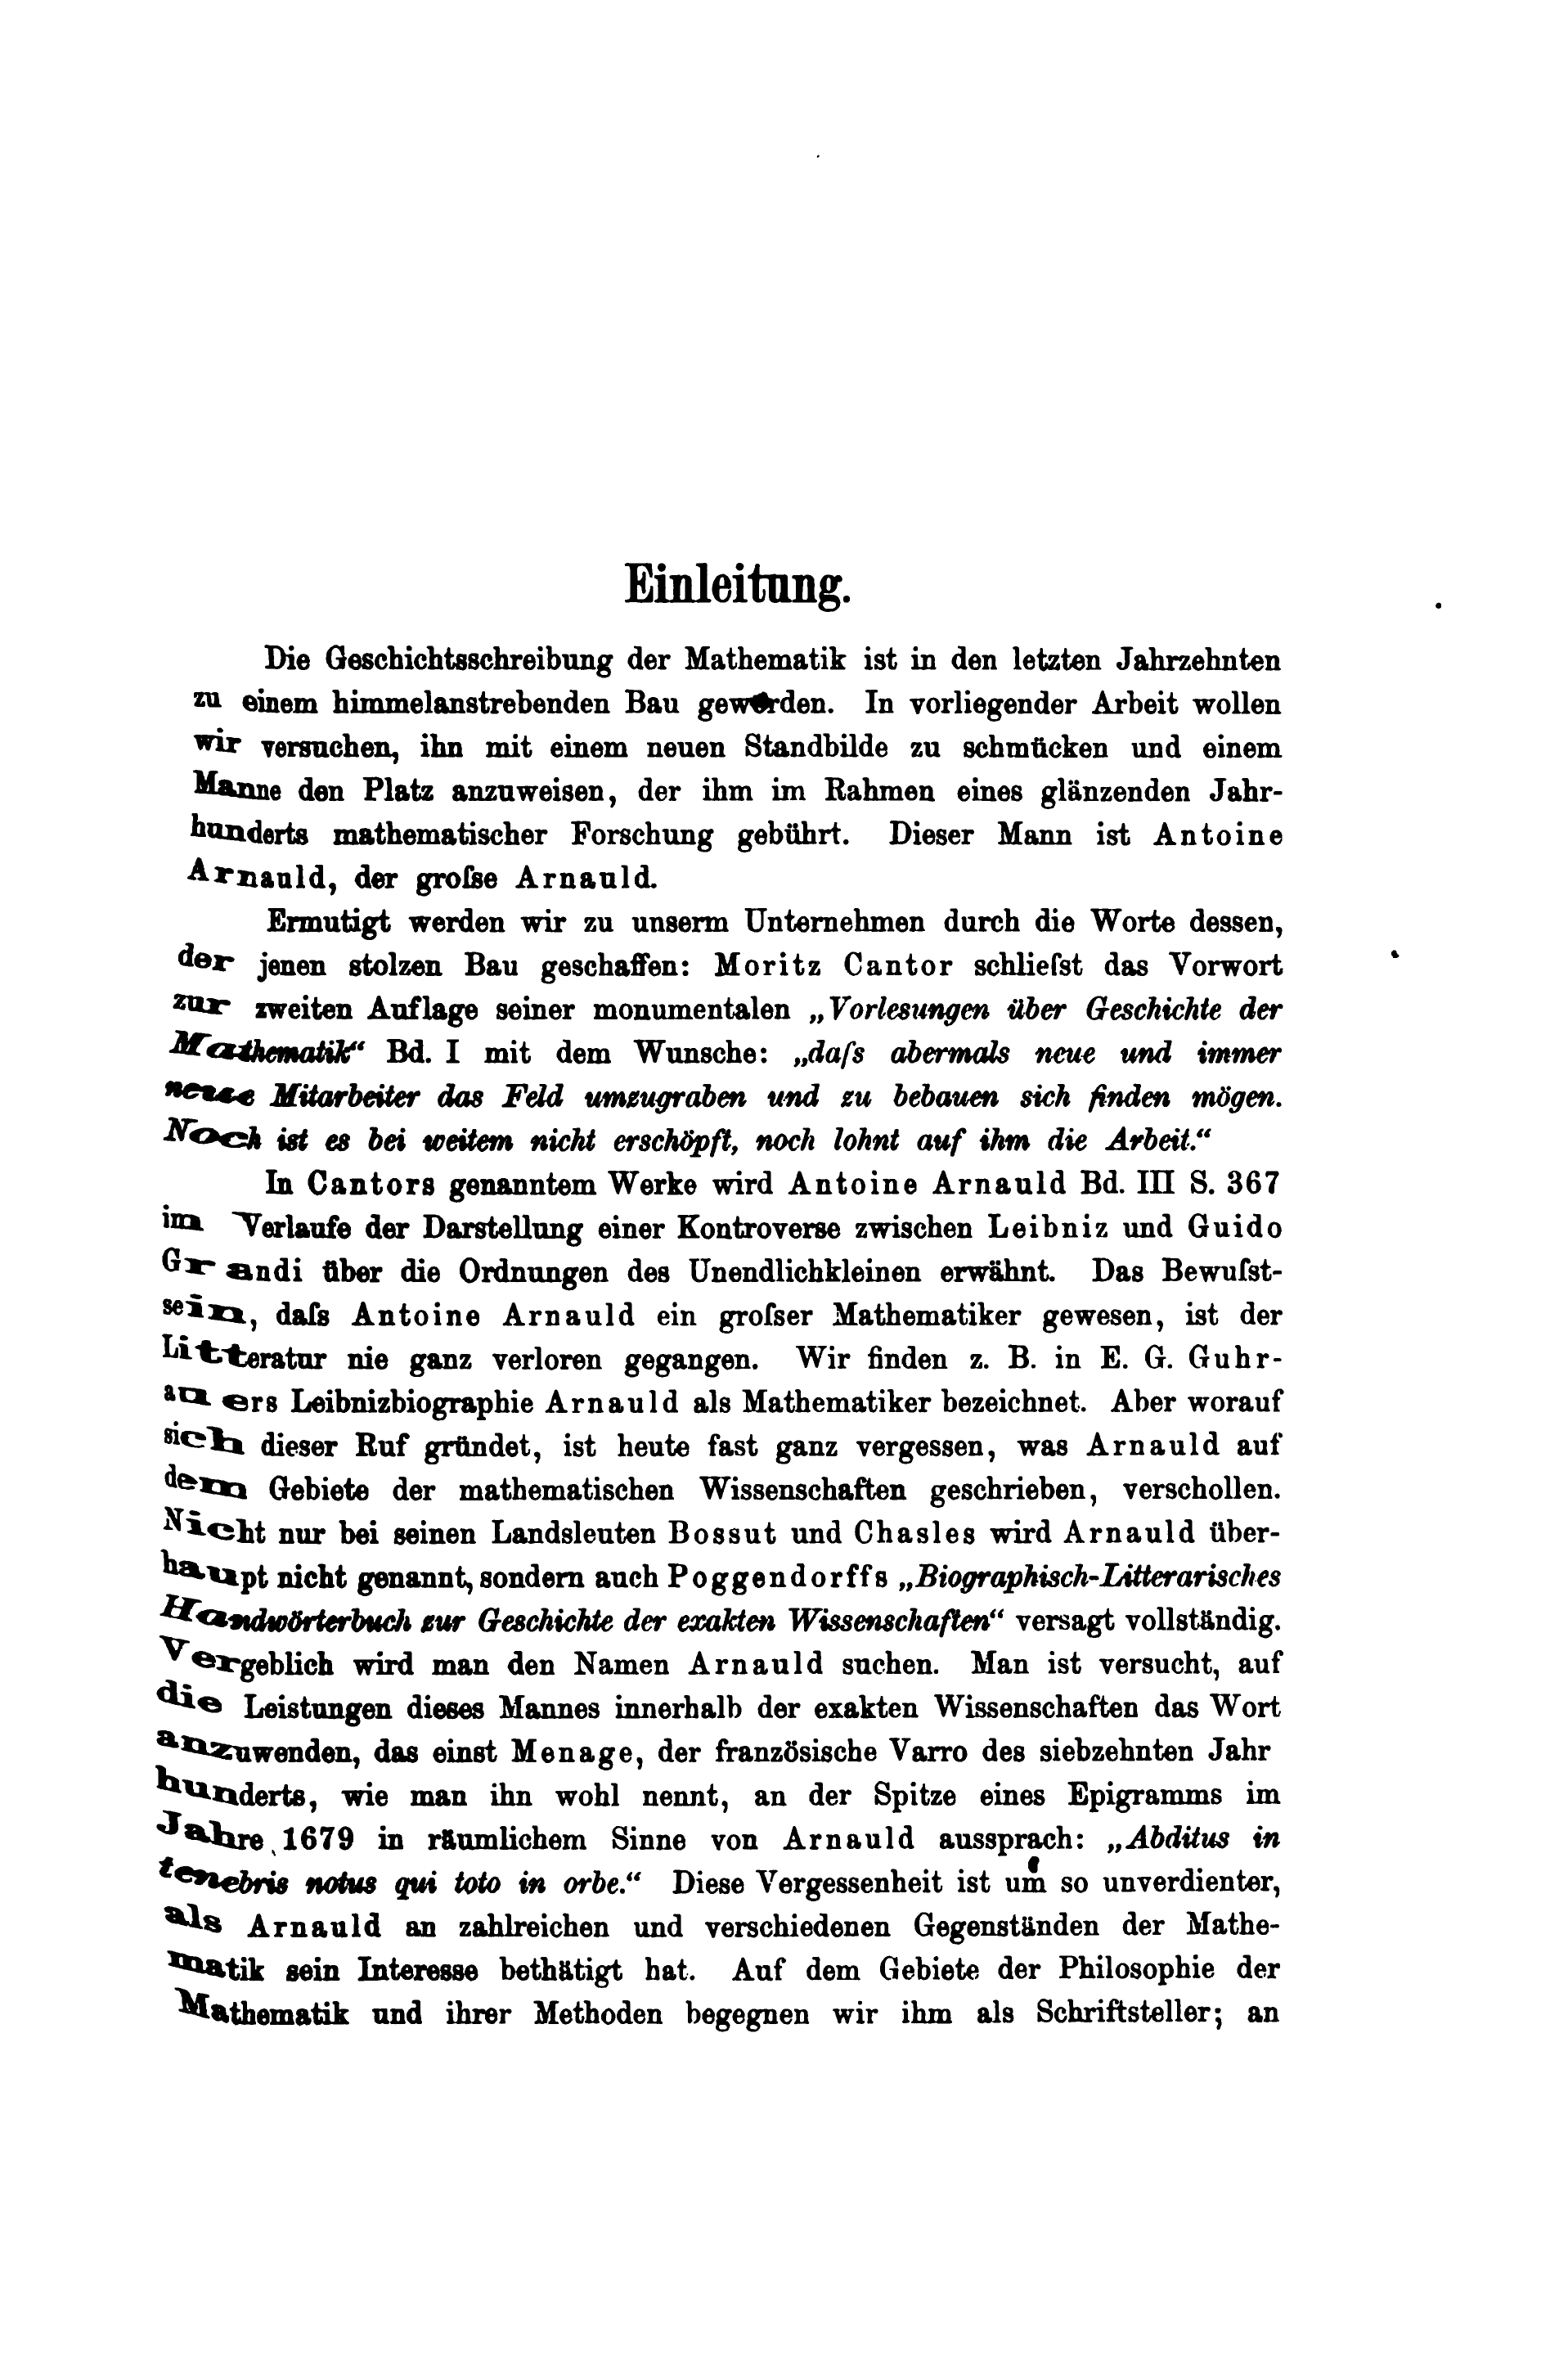 Einleitung.
Die Geschichtsschreibung der Mathematik ist in den letzten Jahrzehnten
zu einem himmelanstrebenden Bau geworden. In vorliegender Arbeit wollen
wir versuchen, ihn mit einem neuen Standbilde zu schmücken und einem
Manne den Platz anzuweisen, der ihm im Rahmen eines glänzenden Jahr-
hunderts mathematischer Forschung gebührt. Dieser Mann ist Antoine
Arnauld, der groſse Arnauld.
Ermutigt werden wir zu unserm Unternehmen durch die Worte dessen,
der jenen stolzen Bau geschaffen: Moritz Cantor schlieſst das Vorwort
zur zweiten Auflage seiner monumentalen „Vorlesungen über Geschichte der
Mathematik“ Bd. I mit dem Wunsche: „daſs abermals neue und immer
neue Mitarbeiter das Feld umzugraben und zu bebauen sich finden mögen.
Noch ist es bei weitem nicht erschöpft, noch lohnt auf ihm die Arbeit.“
In Cantors genanntem Werke wird Antoine Arnauld Bd. III S. 367
im Verlaufe der Darstellung einer Kontroverse zwischen Leibniz und Guido
Grandi über die Ordnungen des Unendlichkleinen erwähnt. Das Bewuſst-
sein, daſs Antoine Arnauld ein groſser Mathematiker gewesen, ist der
Litteratur nie ganz verloren gegangen. Wir finden z. B. in E. G. Guhr-
auers Leibnizbiographie Arnauld als Mathematiker bezeichnet. Aber worauf
sich dieser Ruf gründet, ist heute fast ganz vergessen, was Arnauld auf
dem Gebiete der mathematischen Wissenschaften geschrieben, verschollen.
Nicht nur bei seinen Landsleuten Bossut und Chasles wird Arnauld über-
haupt nicht genannt, sondern auch Poggendorffs „Biographisch-Litterarisches
Handwörterbuch zur Geschichte der exakten Wissenschaften“ versagt vollständig.
Vergeblich wird man den Namen Arnauld suchen. Man ist versucht, auf
die Leistungen dieses Mannes innerhalb der exakten Wissenschaften das Wort
anzuwenden, das einst Menage, der französische Varro des siebzehnten Jahr
hunderts, wie man ihn wohl nennt, an der Spitze eines Epigramms im
Jahre 1679 in räumlichem Sinne von Arnauld aussprach: „Abditus in
tenebris notus qui toto in orbe.“ Diese Vergessenheit ist um so unverdienter,
als Arnauld an zahlreichen und verschiedenen Gegenständen der Mathe-
matik sein Interesse bethätigt hat. Auf dem Gebiete der Philosophie der
Mathematik und ihrer Methoden begegnen wir ihm als Schriftsteller; an